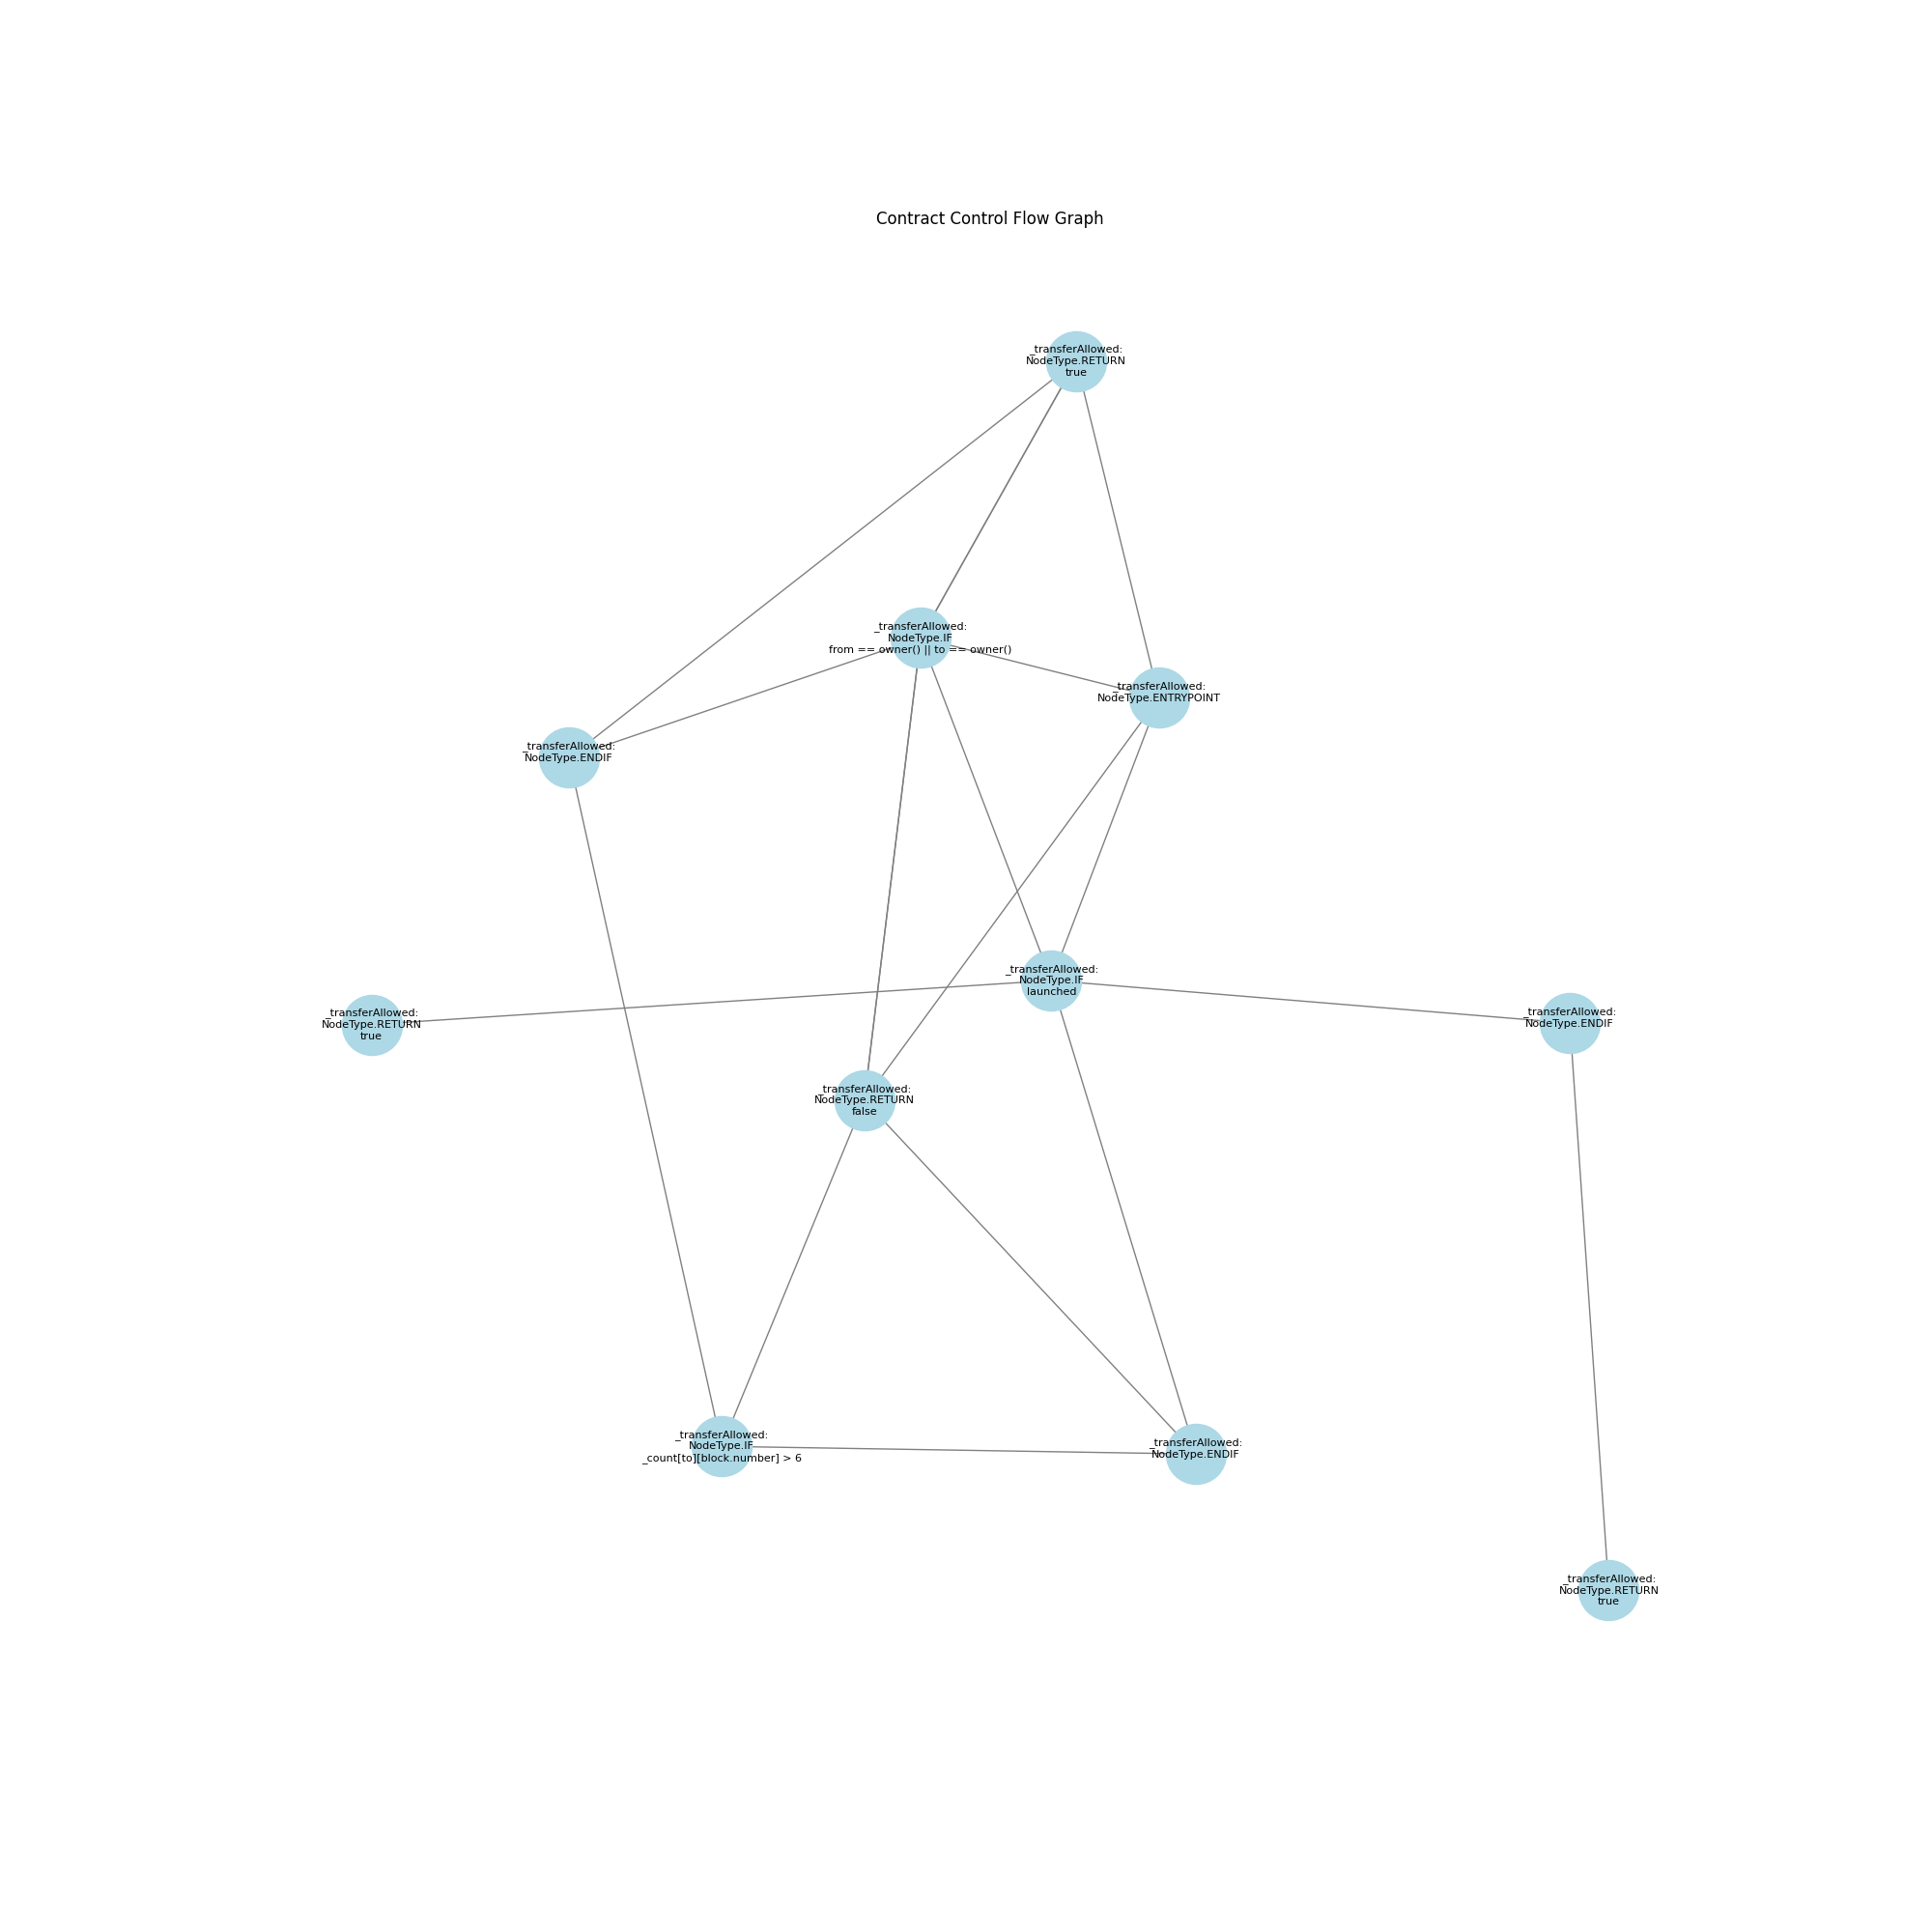 Contract Control Flow Graph
_transferAllowed:
NodeType.RETURN
true
_transferAllowed:
NodeType.IF
from == owner() || to == owner()
_transferAllowed:
NodeType.ENTRYPOINT
_transferAllowed:
NodeType.ENDIF
_transferAllowed:
NodeType.IF
launched
_transferAllowed:
NodeType.RETURN
true
_transferAllowed:
NodeType.ENDIF
_transferAllowed:
NodeType.RETURN
false
_transferAllowed:
NodeType.IF
_count[to][block.number] > 6
_transferAllowed:
NodeType.ENDIF
_transferAllowed:
NodeType.RETURN
true